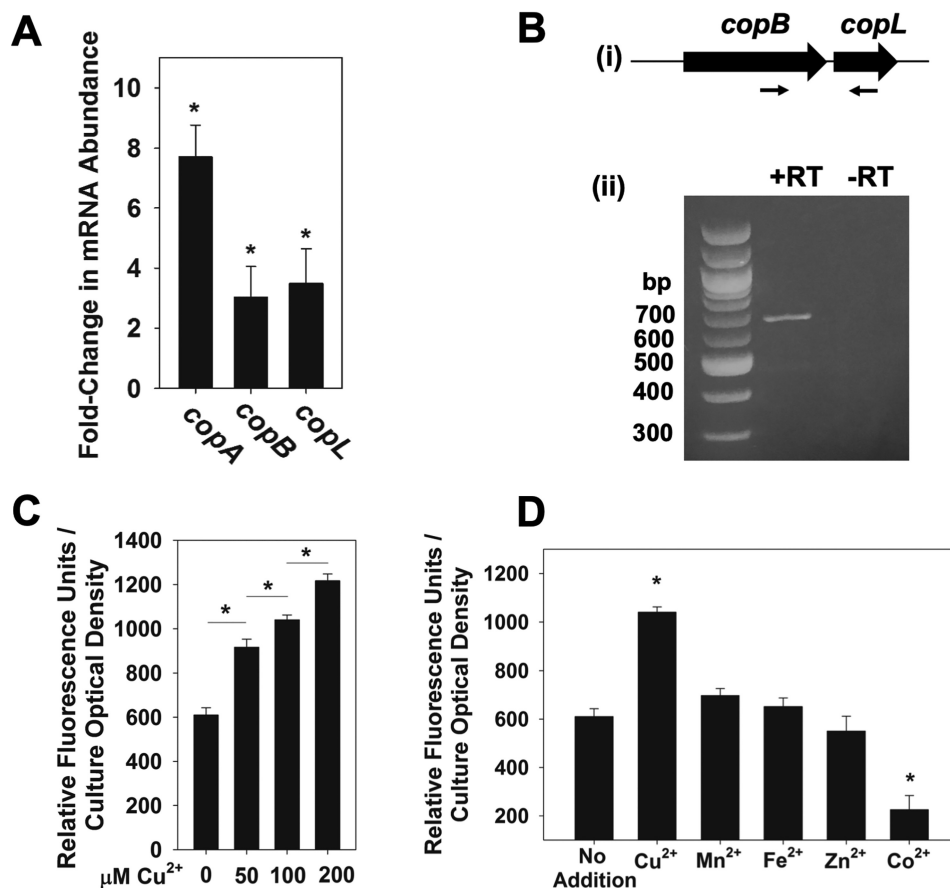 A
Fold-Change in mRNA Abundance
10
8
6
4
2
0
*
*
*
copA
copB
copL
B
(i)
copB
copL
(ii)
+RT
-RT
bp
700
600
500
400
300
C
Relative Fluorescence Units /
Culture Optical Density
1400
1200
1000
800
600
400
200
0
*
*
*
μM Cu²⁺ 0 50 100 200
D
Relative Fluorescence Units /
Culture Optical Density
1200
1000
800
600
400
200
*
*
No
Addition
Cu²⁺
Mn²⁺
Fe²⁺
Zn²⁺
Co²⁺